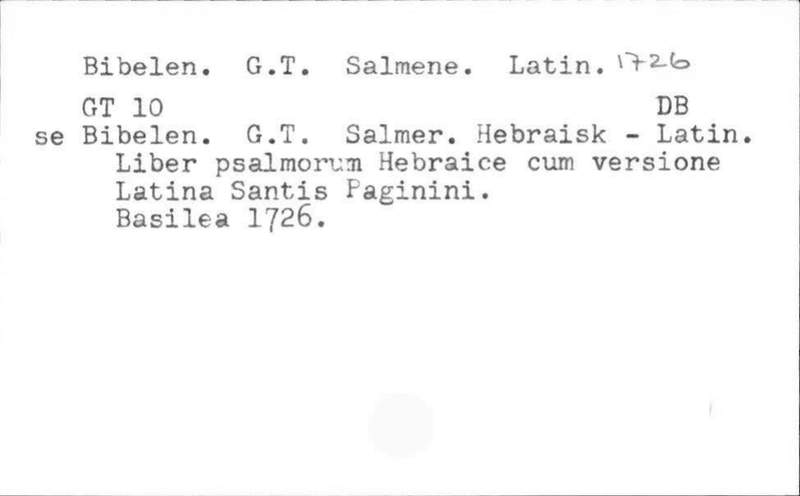 Bibelen. G.T. Salmene. Latin. 1726
GT 10 DB
se Bibelen. G.T. Salmer. Hebraisk - Latin.
Liber psalmorum Hebraice cum versione
Latina Santis Paginini.
Basilea 1726.